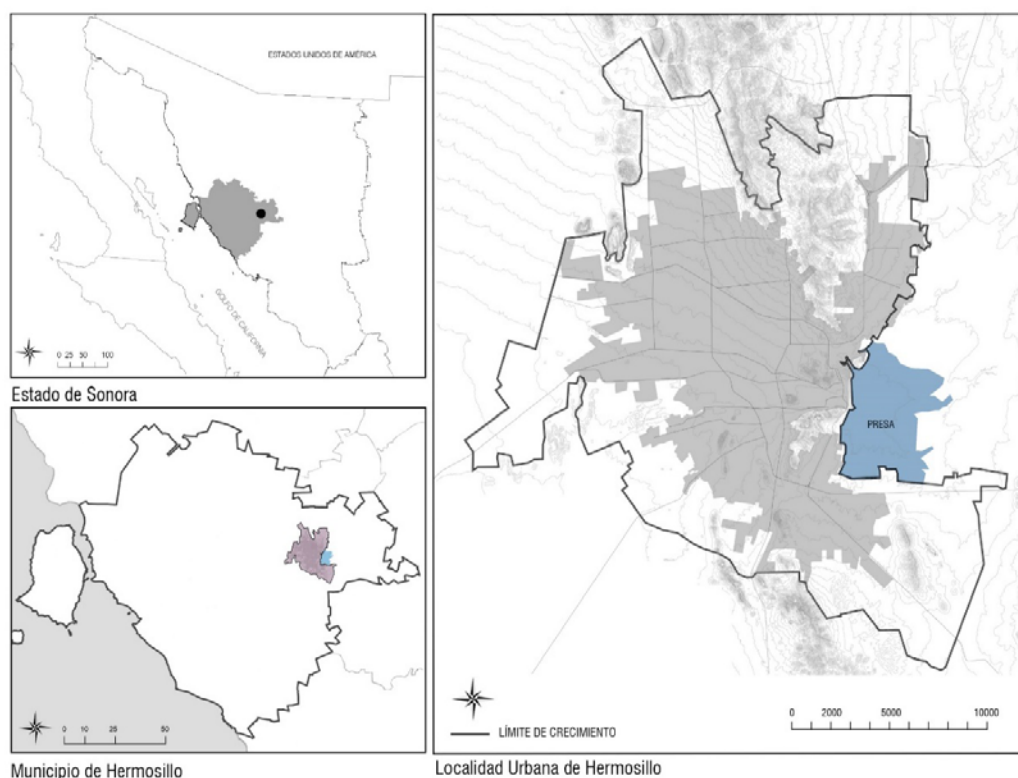 ESTADOS UNIDOS DE AMÉRICA
GOLFO DE CALIFORNIA
0 25 50 100
Estado de Sonora
0 10 25 50
Municipio de Hermosillo
PRESA
LÍMITE DE CRECIMIENTO
0 2000 5000 10000
Localidad Urbana de Hermosillo